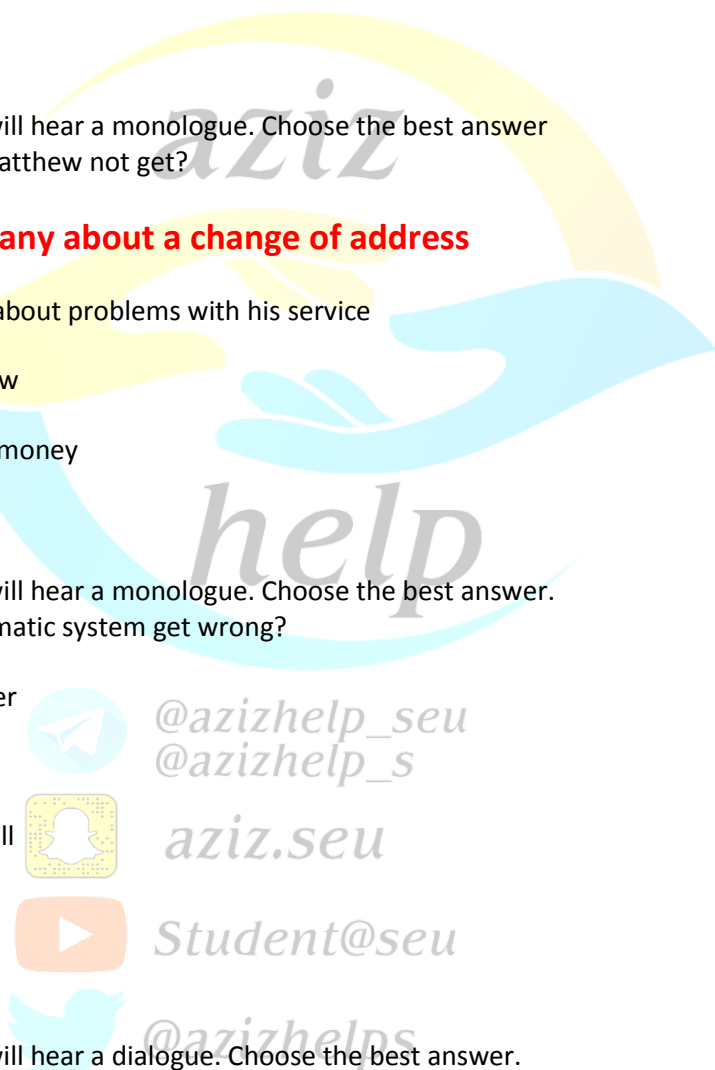 aziz
will hear a monologue. Choose the best answer
atthew not get?
any about a change of address
about problems with his service
w
money
help
will hear a monologue. Choose the best answer.
matic system get wrong?
er
@azizhelp_seu
@azizhelp_s
ll
aziz.seu
Student@seu
@azizhelps
will hear a dialogue. Choose the best answer.